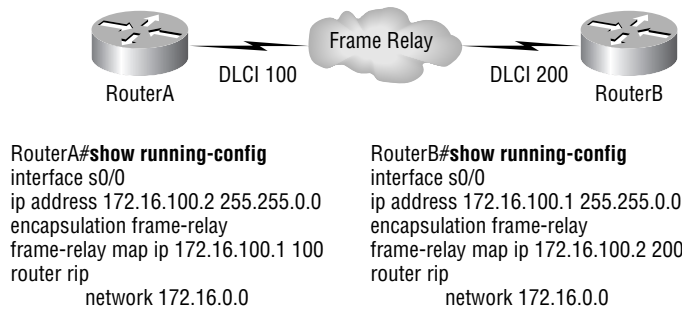 Frame Relay
DLCI 100
DLCI 200
RouterA
RouterB
RouterA#show running-config
interface s0/0
ip address 172.16.100.2 255.255.0.0
encapsulation frame-relay
frame-relay map ip 172.16.100.1 100
router rip
network 172.16.0.0
RouterB#show running-config
interface s0/0
ip address 172.16.100.1 255.255.0.0
encapsulation frame-relay
frame-relay map ip 172.16.100.2 200
router rip
network 172.16.0.0